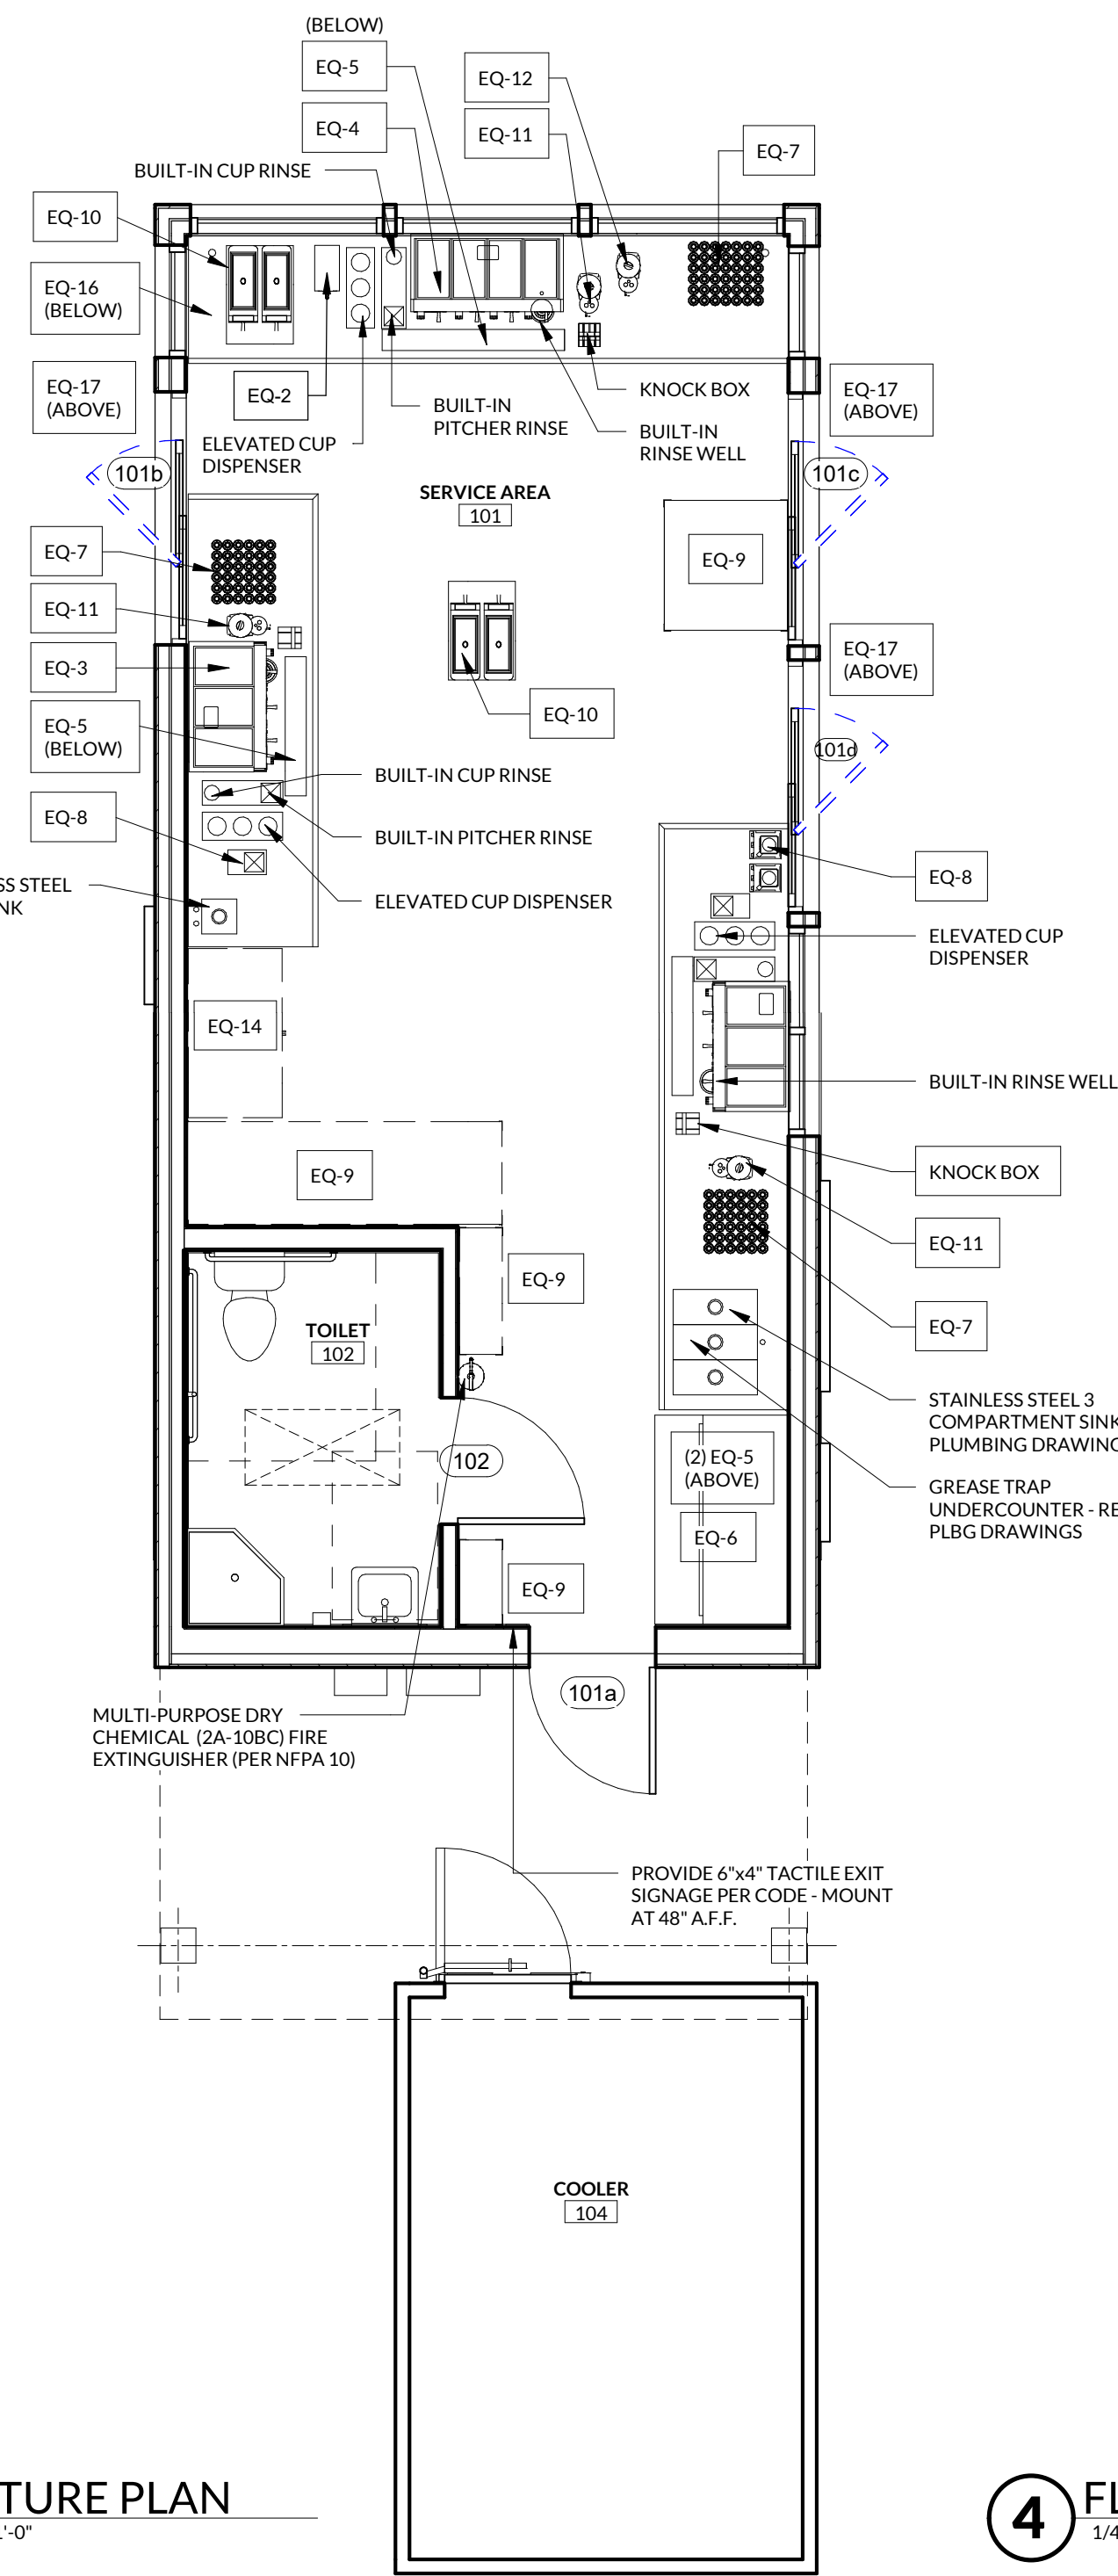 (BELOW)
EQ-5
EQ-12
EQ-4
EQ-11
EQ-7
BUILT-IN CUP RINSE
EQ-10
EQ-16
(BELOW)
EQ-17
(ABOVE)
EQ-2
ELEVATED CUP
DISPENSER
BUILT-IN
PITCHER RINSE
KNOCK BOX
BUILT-IN
RINSE WELL
EQ-17
(ABOVE)
101b
101c
SERVICE AREA
101
EQ-7
EQ-9
EQ-11
EQ-3
EQ-17
(ABOVE)
EQ-5
(BELOW)
EQ-10
101d
BUILT-IN CUP RINSE
EQ-8
BUILT-IN PITCHER RINSE
EQ-8
SS STEEL
NK
ELEVATED CUP DISPENSER
ELEVATED CUP
DISPENSER
EQ-14
BUILT-IN RINSE WELL
EQ-9
KNOCK BOX
EQ-11
EQ-9
EQ-7
TOILET
102
STAINLESS STEEL 3
COMPARTMENT SINK
PLUMBING DRAWING
102
(2) EQ-5
(ABOVE)
GREASE TRAP
UNDERCOUNTER - RE
PLBG DRAWINGS
EQ-6
EQ-9
101a
MULTI-PURPOSE DRY
CHEMICAL (2A-10BC) FIRE
EXTINGUISHER (PER NFPA 10)
PROVIDE 6"x4" TACTILE EXIT
SIGNAGE PER CODE - MOUNT
AT 48" A.F.F.
COOLER
104
TURE PLAN
1'-0"
4
FL
1/4